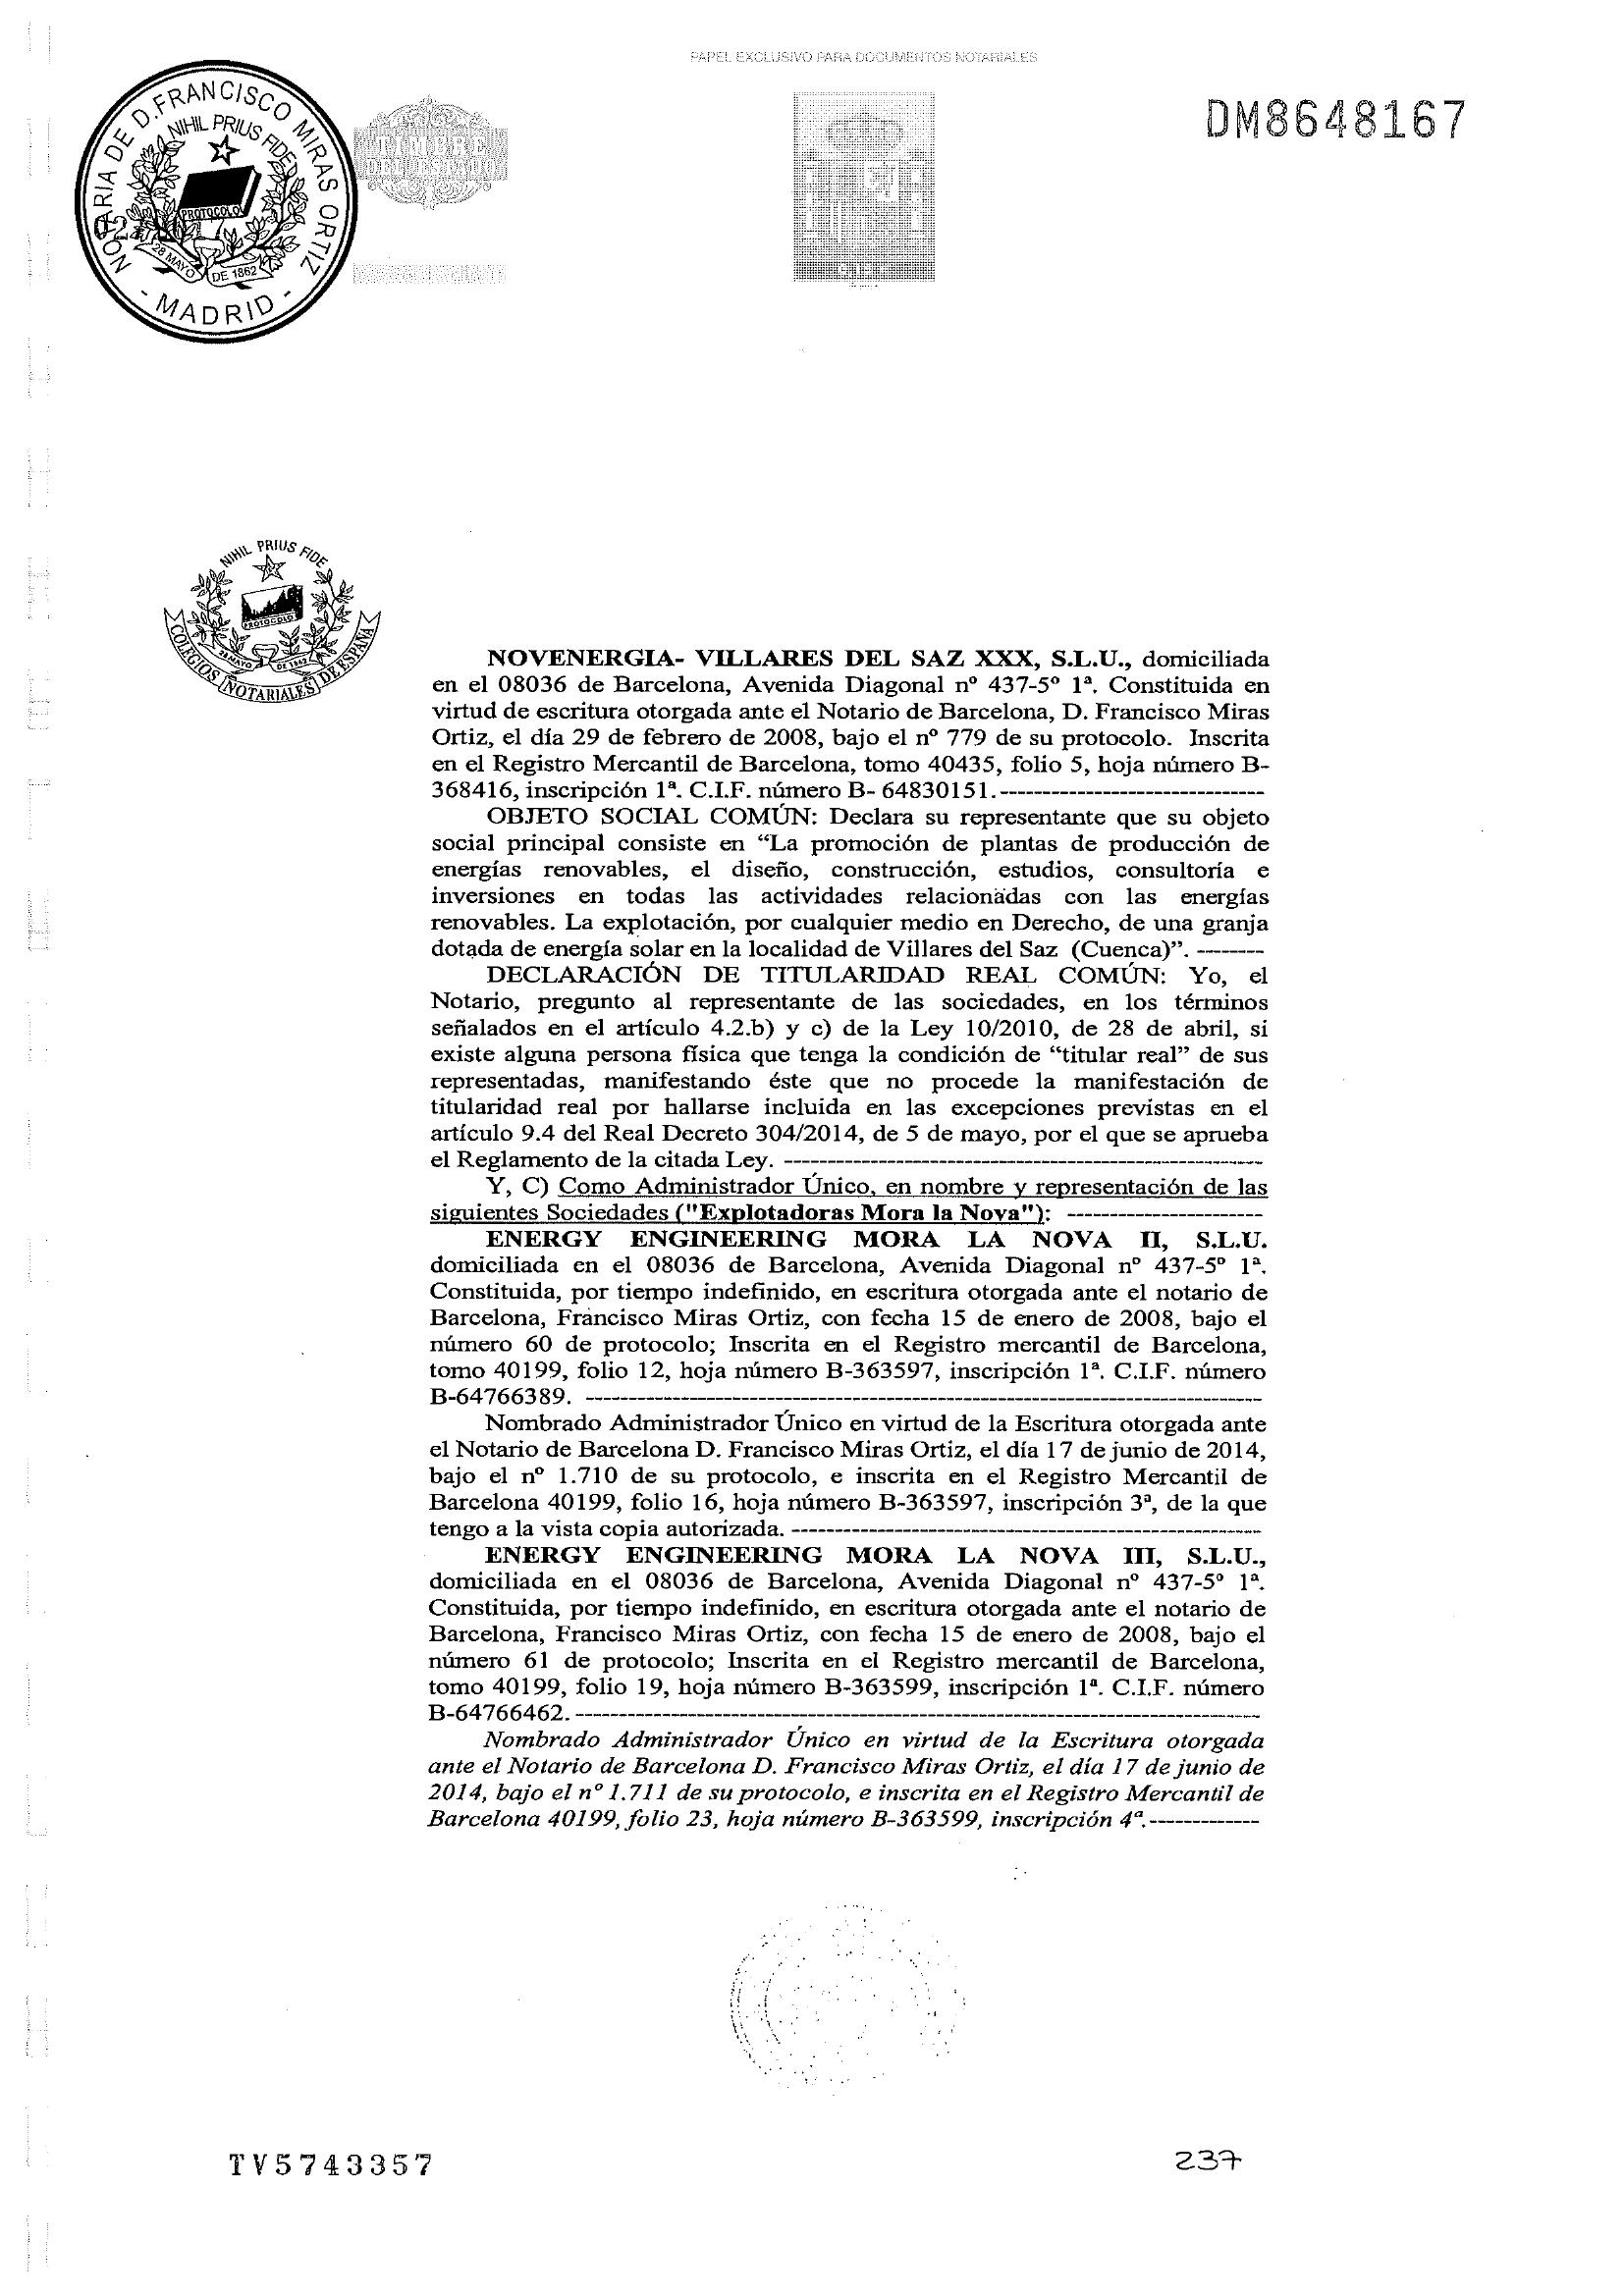 PAPEL EXCLUSIVO PARA DOCUMENTOS NOTARIALES
DM8648167
NOTARIA DE D. FRANCISCO MIRAS ORTIZ
NIHIL PRIUS FIDE
PROTOCOLO
28 MAYO DE 1862
- MADRID -
TIMBRE
DEL ESTADO
NIHIL PRIUS FIDE
PROTOCOLO
28 MAYO DE 1862
COLEGIOS NOTARIALES DE ESPAÑA
NOVENERGIA- VILLARES DEL SAZ XXX, S.L.U., domiciliada
en el 08036 de Barcelona, Avenida Diagonal nº 437-5º 1ª. Constituida en
virtud de escritura otorgada ante el Notario de Barcelona, D. Francisco Miras
Ortiz, el día 29 de febrero de 2008, bajo el nº 779 de su protocolo. Inscrita
en el Registro Mercantil de Barcelona, tomo 40435, folio 5, hoja número B-
368416, inscripción 1ª. C.I.F. número B- 64830151.-------------------------------
OBJETO SOCIAL COMÚN: Declara su representante que su objeto
social principal consiste en “La promoción de plantas de producción de
energías renovables, el diseño, construcción, estudios, consultoría e
inversiones en todas las actividades relacionadas con las energías
renovables. La explotación, por cualquier medio en Derecho, de una granja
dotada de energía solar en la localidad de Villares del Saz (Cuenca)”. --------
DECLARACIÓN DE TITULARIDAD REAL COMÚN: Yo, el
Notario, pregunto al representante de las sociedades, en los términos
señalados en el artículo 4.2.b) y c) de la Ley 10/2010, de 28 de abril, si
existe alguna persona física que tenga la condición de “titular real” de sus
representadas, manifestando éste que no procede la manifestación de
titularidad real por hallarse incluida en las excepciones previstas en el
artículo 9.4 del Real Decreto 304/2014, de 5 de mayo, por el que se aprueba
el Reglamento de la citada Ley. --------------------------------------------------------
Y, C) Como Administrador Único, en nombre y representación de las
siguientes Sociedades ("Explotadoras Mora la Nova"): -----------------------
ENERGY ENGINEERING MORA LA NOVA II, S.L.U.
domiciliada en el 08036 de Barcelona, Avenida Diagonal nº 437-5º 1ª.
Constituida, por tiempo indefinido, en escritura otorgada ante el notario de
Barcelona, Francisco Miras Ortiz, con fecha 15 de enero de 2008, bajo el
número 60 de protocolo; Inscrita en el Registro mercantil de Barcelona,
tomo 40199, folio 12, hoja número B-363597, inscripción 1ª. C.I.F. número
B-64766389. --------------------------------------------------------------------------------
Nombrado Administrador Único en virtud de la Escritura otorgada ante
el Notario de Barcelona D. Francisco Miras Ortiz, el día 17 de junio de 2014,
bajo el nº 1.710 de su protocolo, e inscrita en el Registro Mercantil de
Barcelona 40199, folio 16, hoja número B-363597, inscripción 3ª, de la que
tengo a la vista copia autorizada. -------------------------------------------------------
ENERGY ENGINEERING MORA LA NOVA III, S.L.U.,
domiciliada en el 08036 de Barcelona, Avenida Diagonal nº 437-5º 1ª.
Constituida, por tiempo indefinido, en escritura otorgada ante el notario de
Barcelona, Francisco Miras Ortiz, con fecha 15 de enero de 2008, bajo el
número 61 de protocolo; Inscrita en el Registro mercantil de Barcelona,
tomo 40199, folio 19, hoja número B-363599, inscripción 1ª. C.I.F. número
B-64766462. --------------------------------------------------------------------------------
Nombrado Administrador Único en virtud de la Escritura otorgada
ante el Notario de Barcelona D. Francisco Miras Ortiz, el día 17 de junio de
2014, bajo el nº 1.711 de su protocolo, e inscrita en el Registro Mercantil de
Barcelona 40199, folio 23, hoja número B-363599, inscripción 4ª.-------------
TV5743357
237